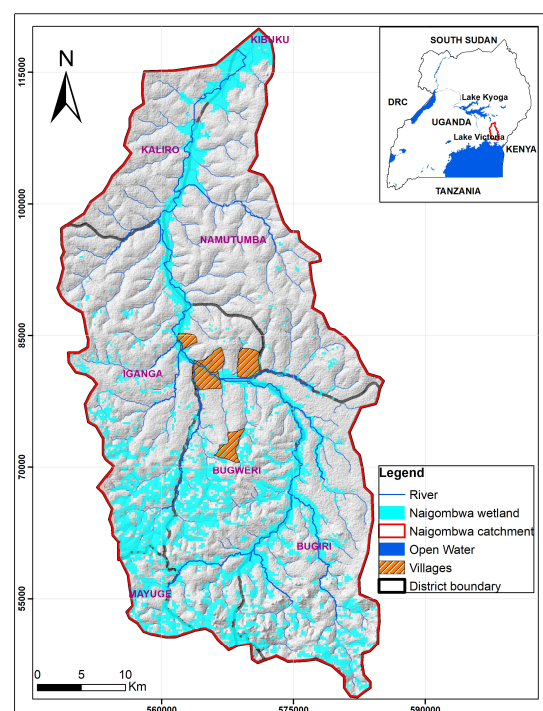 KIBUKU
N
115000
KALIRO
100000
NAMUTUMBA
85000
IGANGA
70000
BUGWERI
BUGIRI
55000
MAYUGE
0 5 10
Km
560000 575000 590000
SOUTH SUDAN
DRC
Lake Kyoga
UGANDA
Lake Victoria
KENYA
TANZANIA
Legend
River
Naigombwa wetland
Naigombwa catchment
Open Water
Villages
District boundary